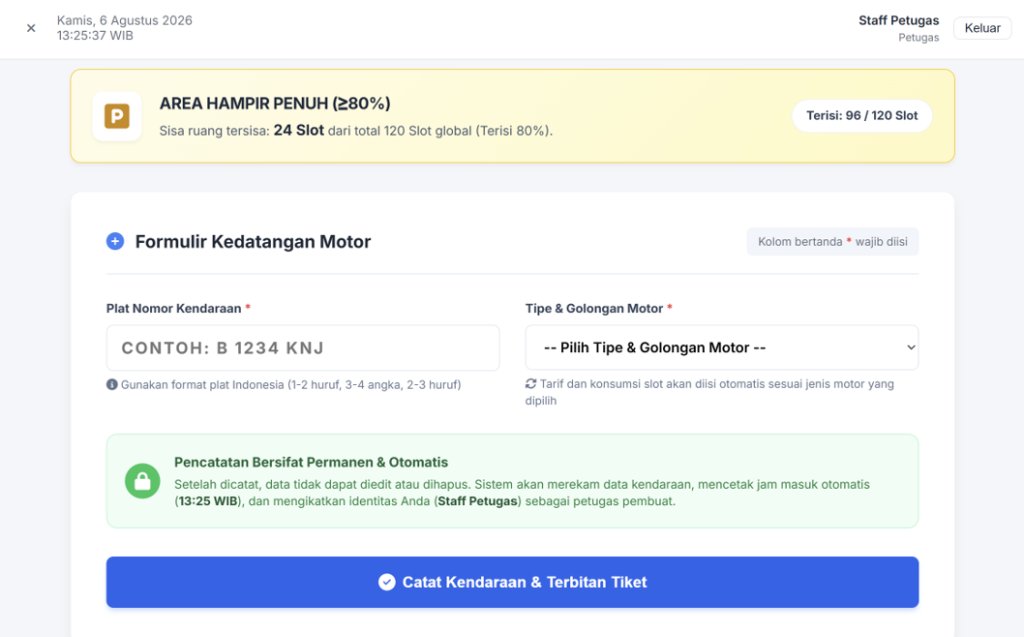 Kamis, 6 Agustus 2026
13:25:37 WIB
Staff Petugas
Petugas
Keluar
P
AREA HAMPIR PENUH (≥80%)
Sisa ruang tersisa: 24 Slot dari total 120 Slot global (Terisi 80%).
Terisi: 96 / 120 Slot
Formulir Kedatangan Motor
Kolom bertanda * wajib diisi
Plat Nomor Kendaraan *
CONTOH: B 1234 KNJ
Gunakan format plat Indonesia (1-2 huruf, 3-4 angka, 2-3 huruf)
Tipe & Golongan Motor *
-- Pilih Tipe & Golongan Motor --
Tarif dan konsumsi slot akan diisi otomatis sesuai jenis motor yang
dipilih
Pencatatan Bersifat Permanen & Otomatis
Setelah dicatat, data tidak dapat diedit atau dihapus. Sistem akan merekam data kendaraan, mencetak jam masuk otomatis
(13:25 WIB), dan mengikatkan identitas Anda (Staff Petugas) sebagai petugas pembuat.
Catat Kendaraan & Terbitan Tiket